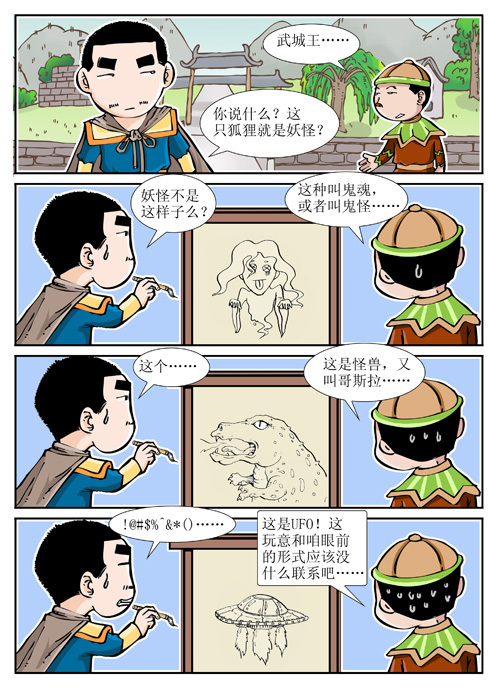 武城王……
你说什么？这
只狐狸就是妖怪？
妖怪不是
这样子么？
这种叫鬼魂，
或者叫鬼怪……
这个……
这是怪兽，又
叫哥斯拉……
!@#$%^&*()……
这是UFO！这
玩意和咱眼前
的形式应该没
什么联系吧……